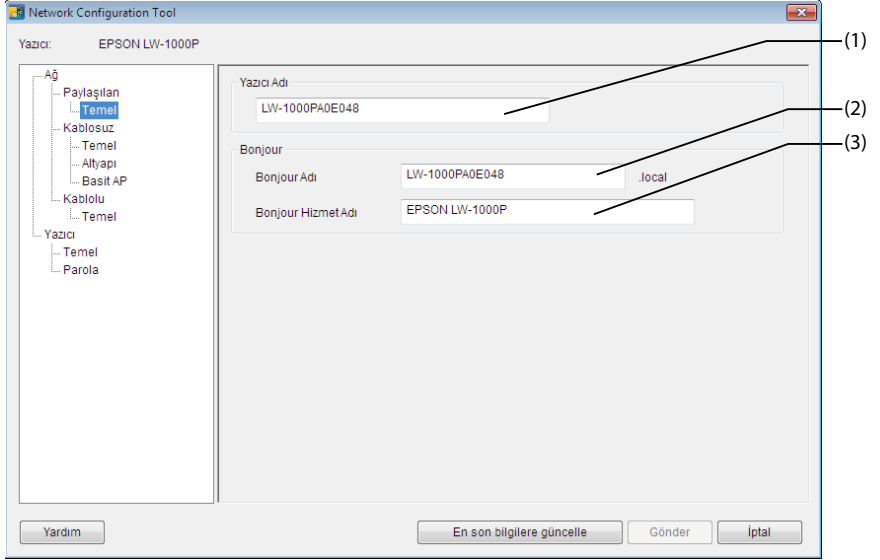 Network Configuration Tool
Yazıcı: EPSON LW-1000P
Ağ
Paylaşılan
Temel
Kablosuz
Temel
Altyapı
Basit AP
Kablolu
Temel
Yazıcı
Temel
Parola
Yazıcı Adı
LW-1000PA0E048
(1)
Bonjour
Bonjour Adı LW-1000PA0E048 .local
(2)
Bonjour Hizmet Adı EPSON LW-1000P
(3)
Yardım En son bilgilere güncelle Gönder İptal